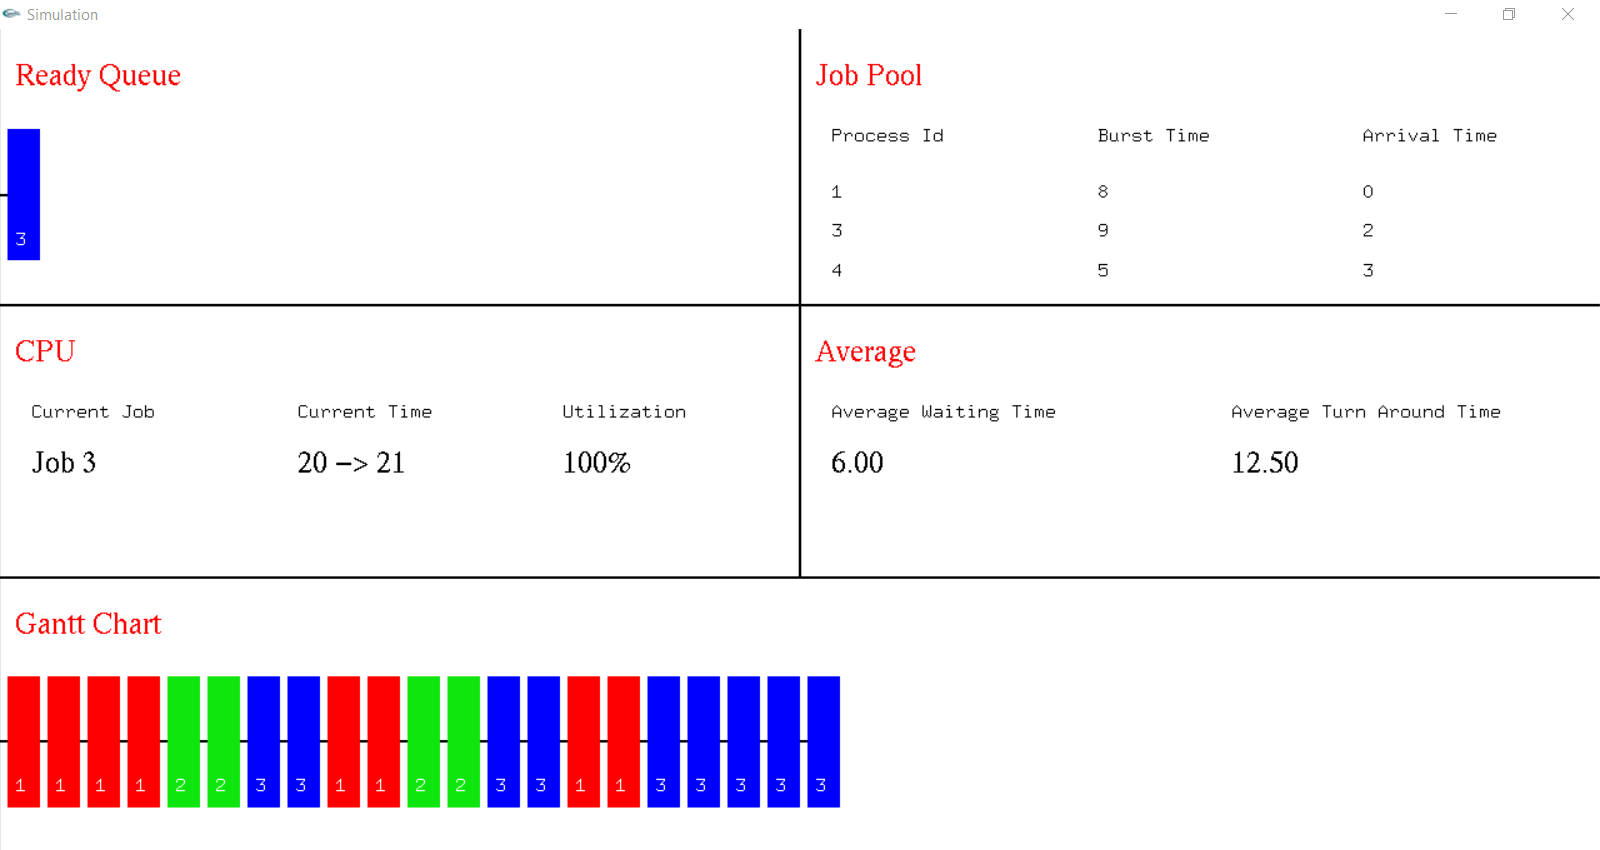 Simulation
Ready Queue
3
Job Pool
Process Id Burst Time Arrival Time
1 8 0
3 9 2
4 5 3
CPU
Current Job Current Time Utilization
Job 3 20 -> 21 100%
Average
Average Waiting Time Average Turn Around Time
6.00 12.50
Gantt Chart
1 1 1 1 2 2 3 3 1 1 2 2 3 3 1 1 3 3 3 3 3